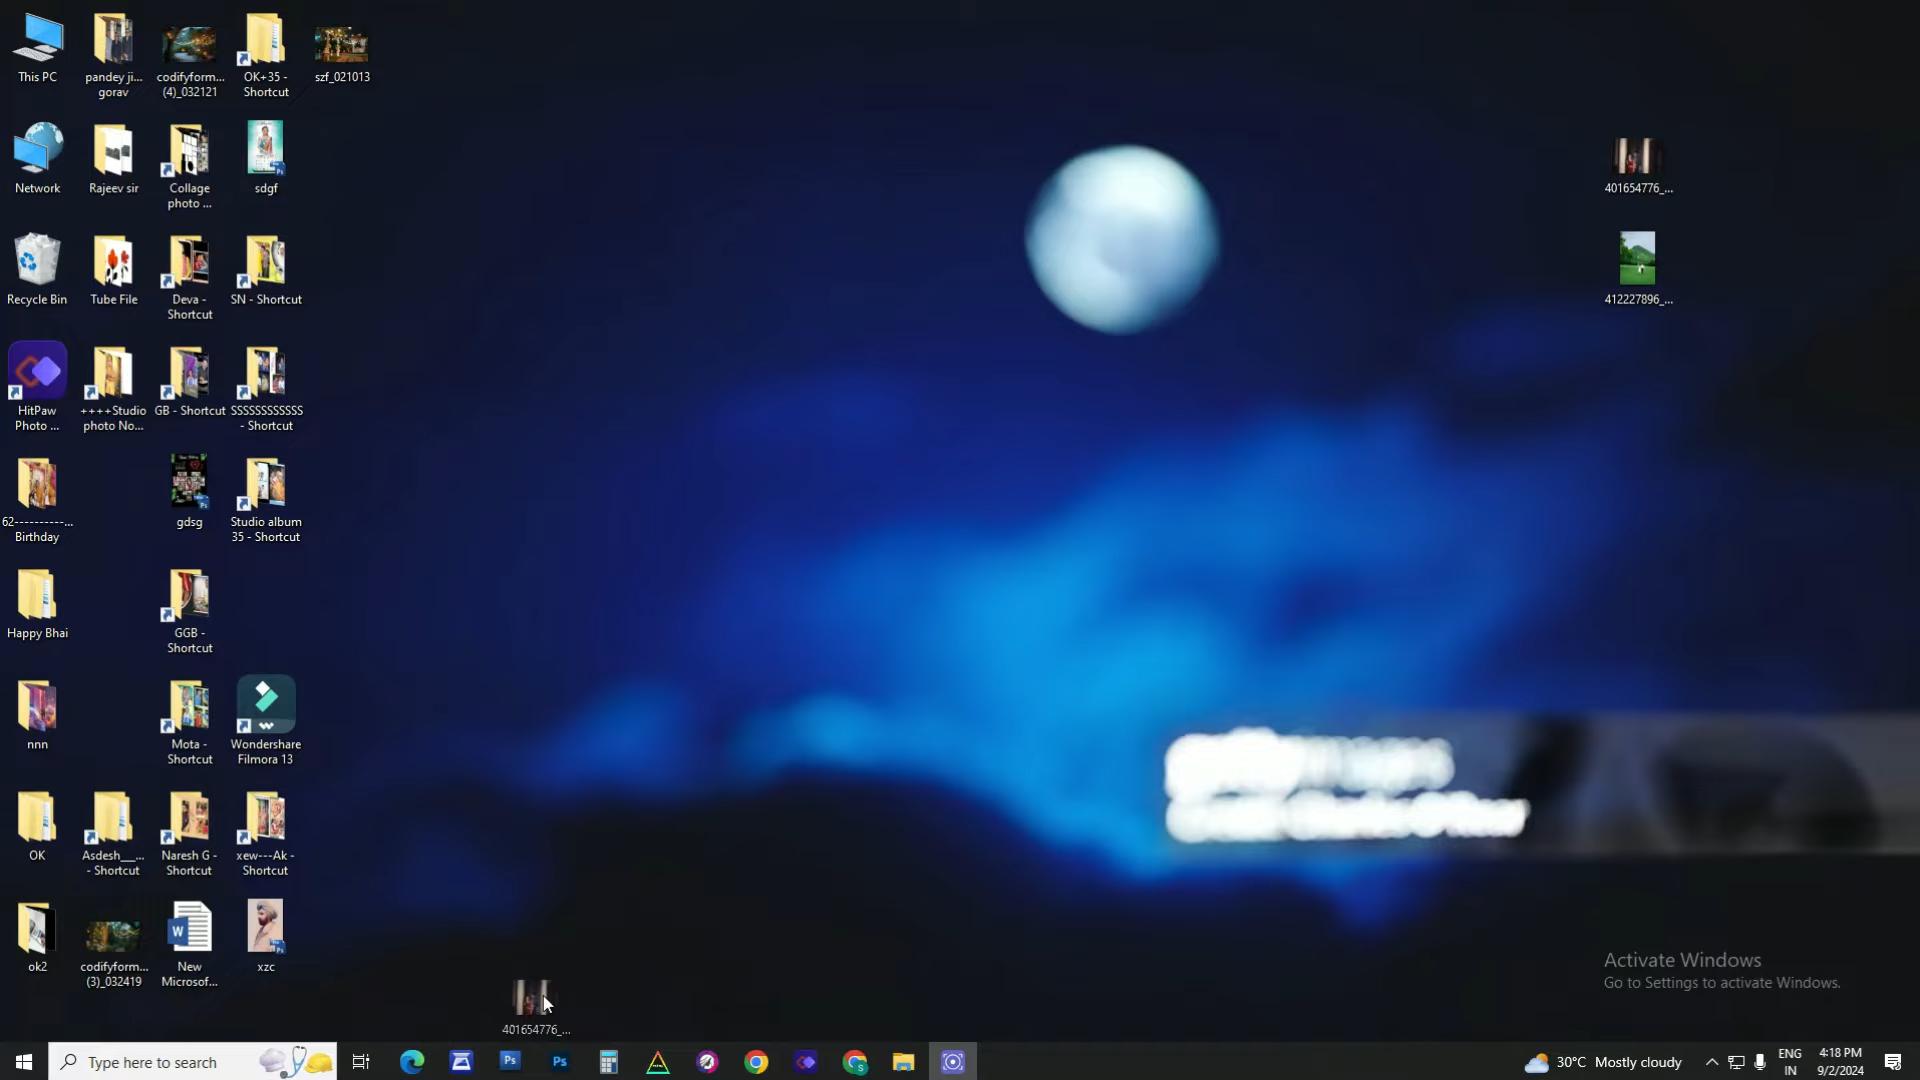 This PC
pandey ji...
gorav
codifyform...
(4)_032121
OK+35 -
Shortcut
szf_021013
Network
Rajeev sir
Collage
photo ...
sdgf
401654776_...
Recycle Bin
Tube File
Deva -
Shortcut
SN - Shortcut
412227896_...
HitPaw
Photo ...
++++Studio
photo No...
GB - Shortcut
SSSSSSSSSSSS
- Shortcut
62----------...
Birthday
gdsg
Studio album
35 - Shortcut
Happy Bhai
GGB -
Shortcut
nnn
Mota -
Shortcut
Wondershare
Filmora 13
OK
Asdesh___...
- Shortcut
Naresh G -
Shortcut
xew---Ak -
Shortcut
ok2
codifyform...
(3)_032419
New
Microsof...
xzc
401654776_...
Activate Windows
Go to Settings to activate Windows.
Type here to search
Ps
Ps
30°C Mostly cloudy
ENG
IN
4:18 PM
9/2/2024